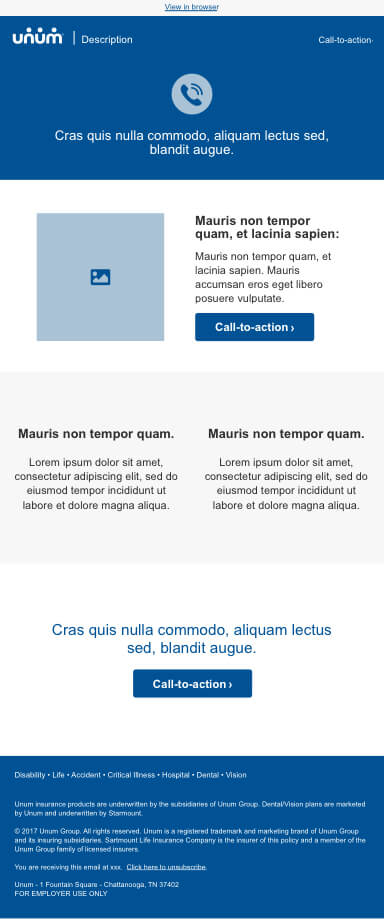 View in browser
unum | Description
Call-to-action›
Cras quis nulla commodo, aliquam lectus sed,
blandit augue.
Mauris non tempor
quam, et lacinia sapien:
Mauris non tempor quam, et
lacinia sapien. Mauris
accumsan eros eget libero
posuere vulputate.
Call-to-action ›
Mauris non tempor quam.
Lorem ipsum dolor sit amet,
consectetur adipiscing elit, sed do
eiusmod tempor incididunt ut
labore et dolore magna aliqua.
Mauris non tempor quam.
Lorem ipsum dolor sit amet,
consectetur adipiscing elit, sed do
eiusmod tempor incididunt ut
labore et dolore magna aliqua.
Cras quis nulla commodo, aliquam lectus
sed, blandit augue.
Call-to-action ›
Disability • Life • Accident • Critical Illness • Hospital • Dental • Vision
Unum insurance products are underwritten by the subsidiaries of Unum Group. Dental/Vision plans are marketed
by Unum and underwritten by Starmount.
© 2017 Unum Group. All rights reserved. Unum is a registered trademark and marketing brand of Unum Group
and its insuring subsidiaries. Sartmount Life Insurance Company is the insurer of this policy and a member of the
Unum Group family of licensed insurers.
You are receiving this email at xxx. Click here to unsubscribe.
Unum - 1 Fountain Square - Chattanooga, TN 37402
FOR EMPLOYER USE ONLY